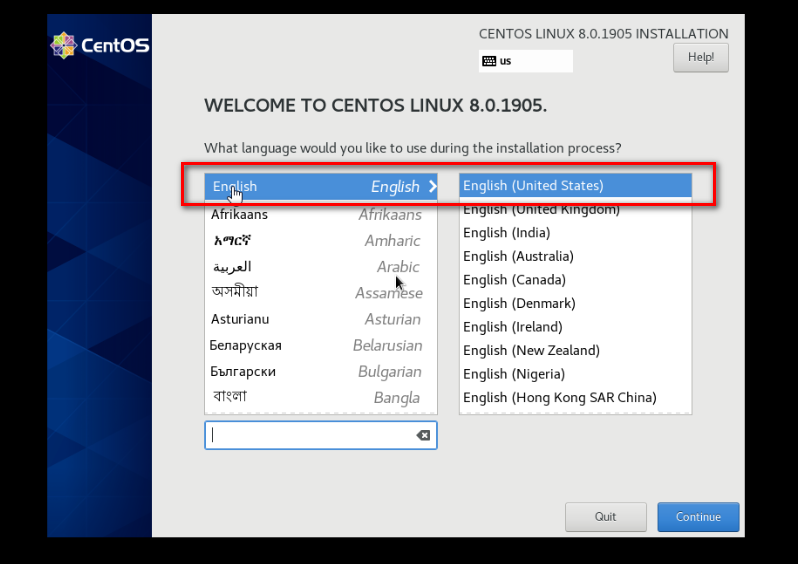 CentOS
CENTOS LINUX 8.0.1905 INSTALLATION
us
Help!
WELCOME TO CENTOS LINUX 8.0.1905.
What language would you like to use during the installation process?
English English English (United States)
Afrikaans Afrikaans English (United Kingdom)
አማርኛ Amharic English (India)
العربية Arabic English (Australia)
অসমীয়া Assamese English (Canada)
Asturianu Asturian English (Denmark)
Беларуская Belarusian English (Ireland)
Български Bulgarian English (New Zealand)
বাংলা Bangla English (Nigeria)
English (Hong Kong SAR China)
Quit Continue